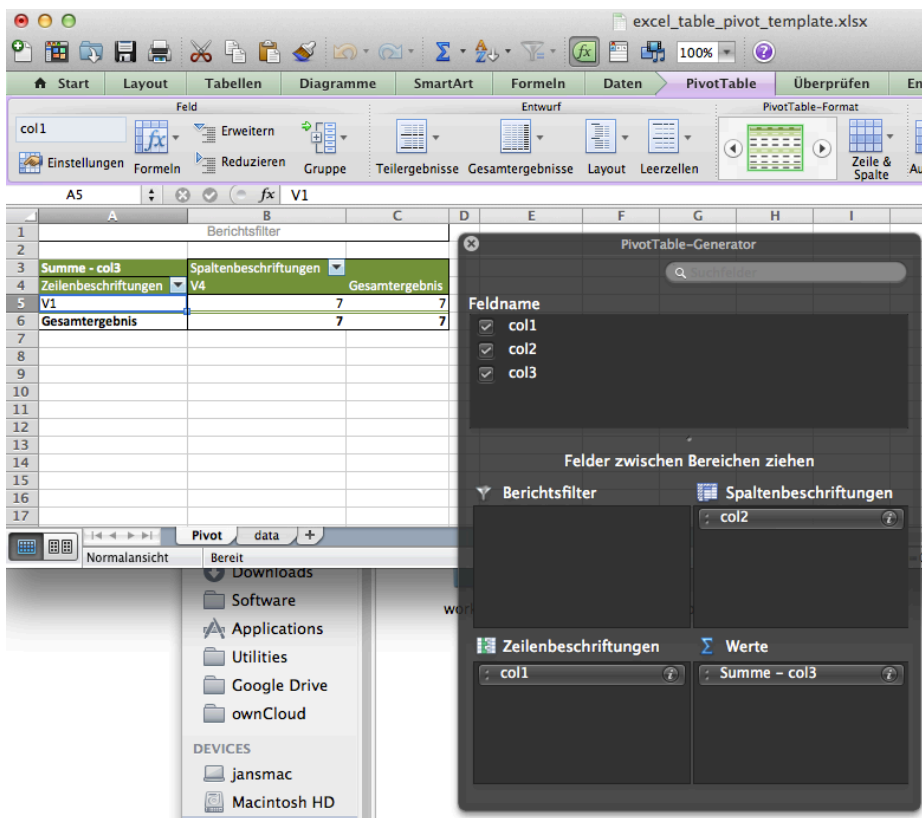 excel_table_pivot_template.xlsx
100%
Start Layout Tabellen Diagramme SmartArt Formeln Daten PivotTable Überprüfen
Feld Entwurf PivotTable-Format
col1
Erweitern
Einstellungen Formeln Reduzieren Gruppe Teilergebnisse Gesamtergebnisse Layout Leerzellen Zeile & Spalte
A5 fx V1
A B C D E F G H I
1 Berichtsfilter
2
3 Summe - col3 Spaltenbeschriftungen
4 Zeilenbeschriftungen V4 Gesamtergebnis
5 V1 7 7
6 Gesamtergebnis 7 7
7
8
9
10
11
12
13
14
15
16
17
Pivot data +
Normalansicht Bereit
PivotTable-Generator
Suchfelder
Feldname
col1
col2
col3
Felder zwischen Bereichen ziehen
Berichtsfilter Spaltenbeschriftungen
col2
Zeilenbeschriftungen Werte
col1 Summe - col3
Downloads
Software
Applications
Utilities
Google Drive
ownCloud
DEVICES
jansmac
Macintosh HD